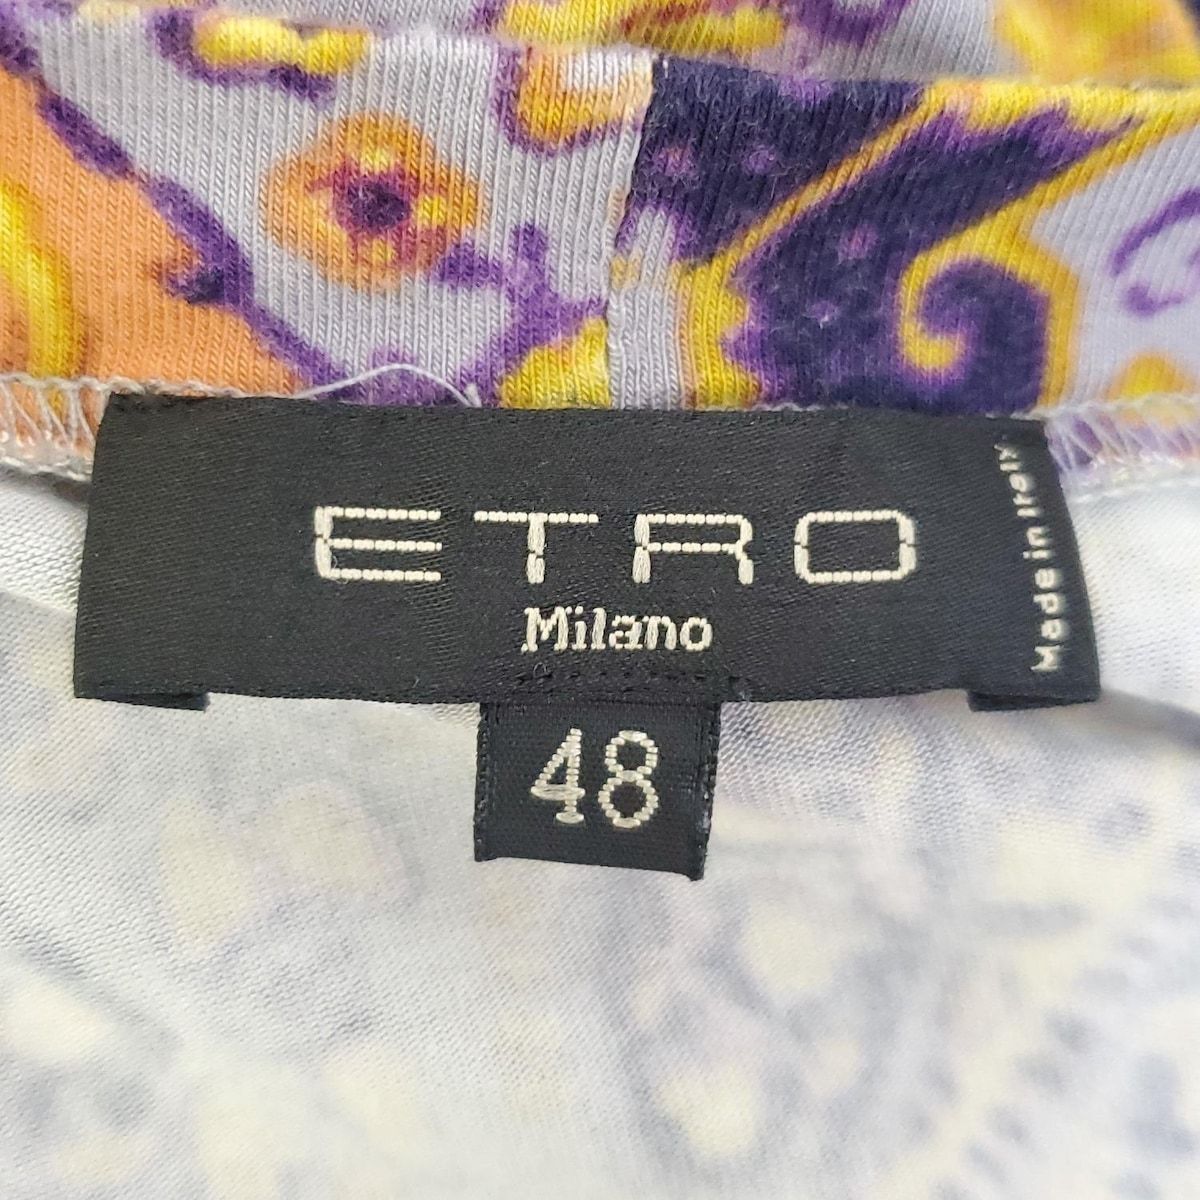 ETRO
Milano
Made in Italy
48